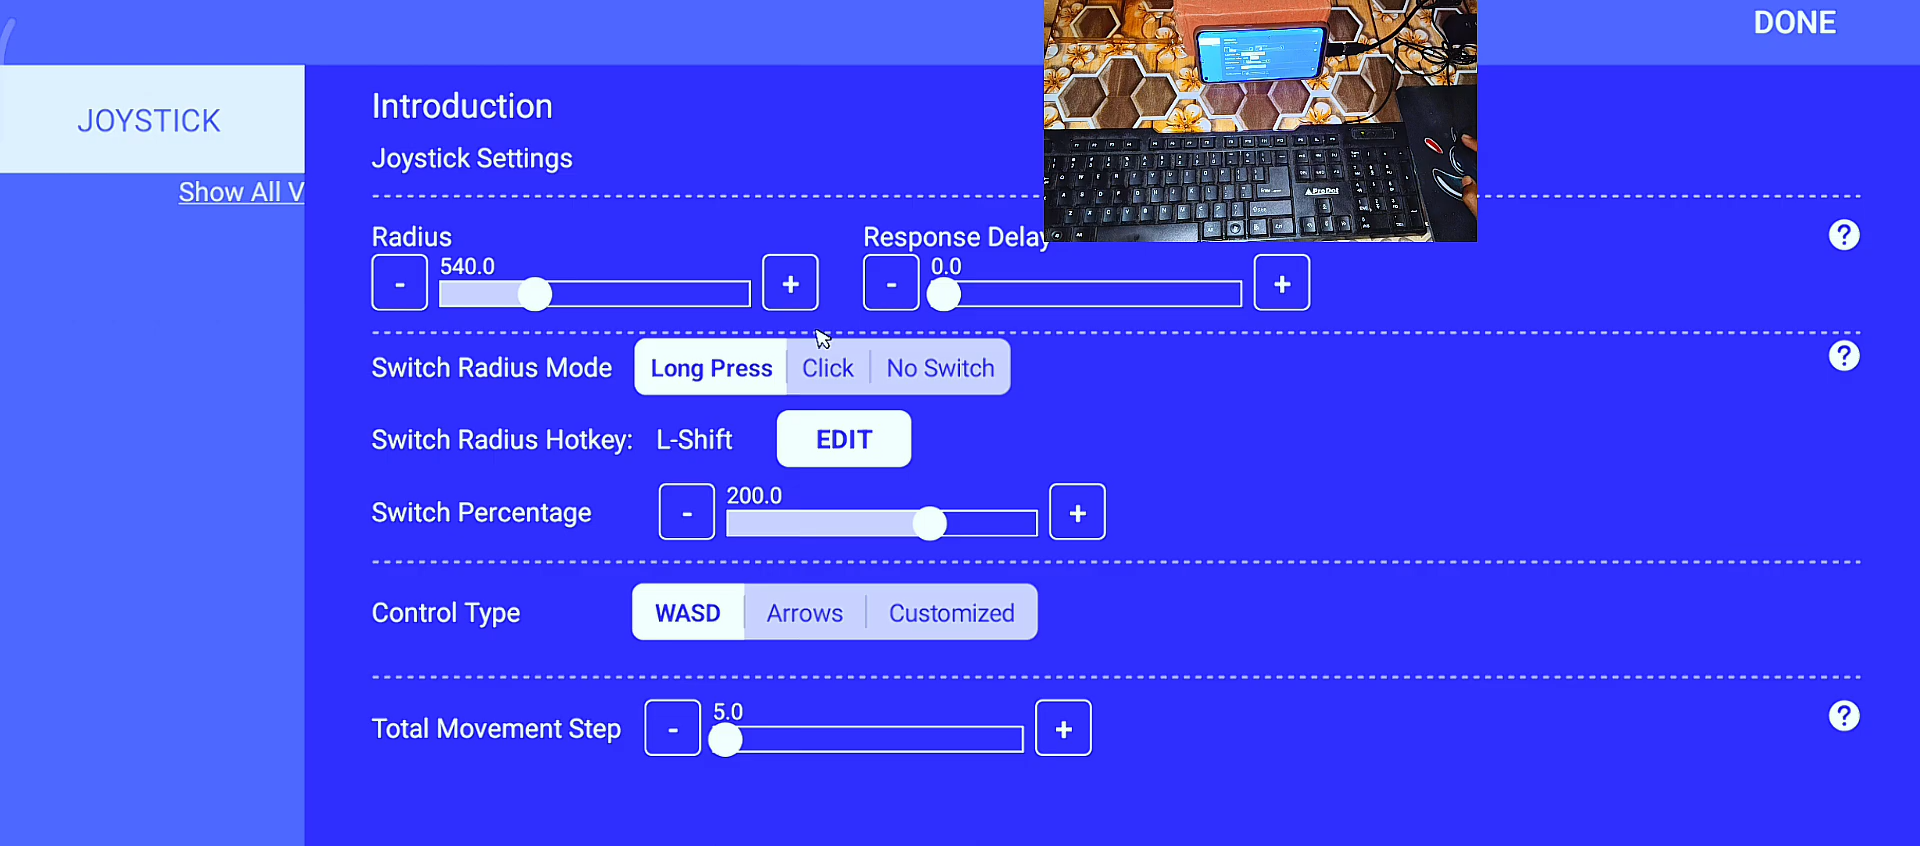 DONE
JOYSTICK
Show All V
Introduction
Joystick Settings
Radius
- 540.0 +
Response Delay
- 0.0 +
?
Switch Radius Mode Long Press Click No Switch ?
Switch Radius Hotkey: L-Shift EDIT
Switch Percentage - 200.0 +
Control Type WASD Arrows Customized
Total Movement Step - 5.0 + ?
ProDot